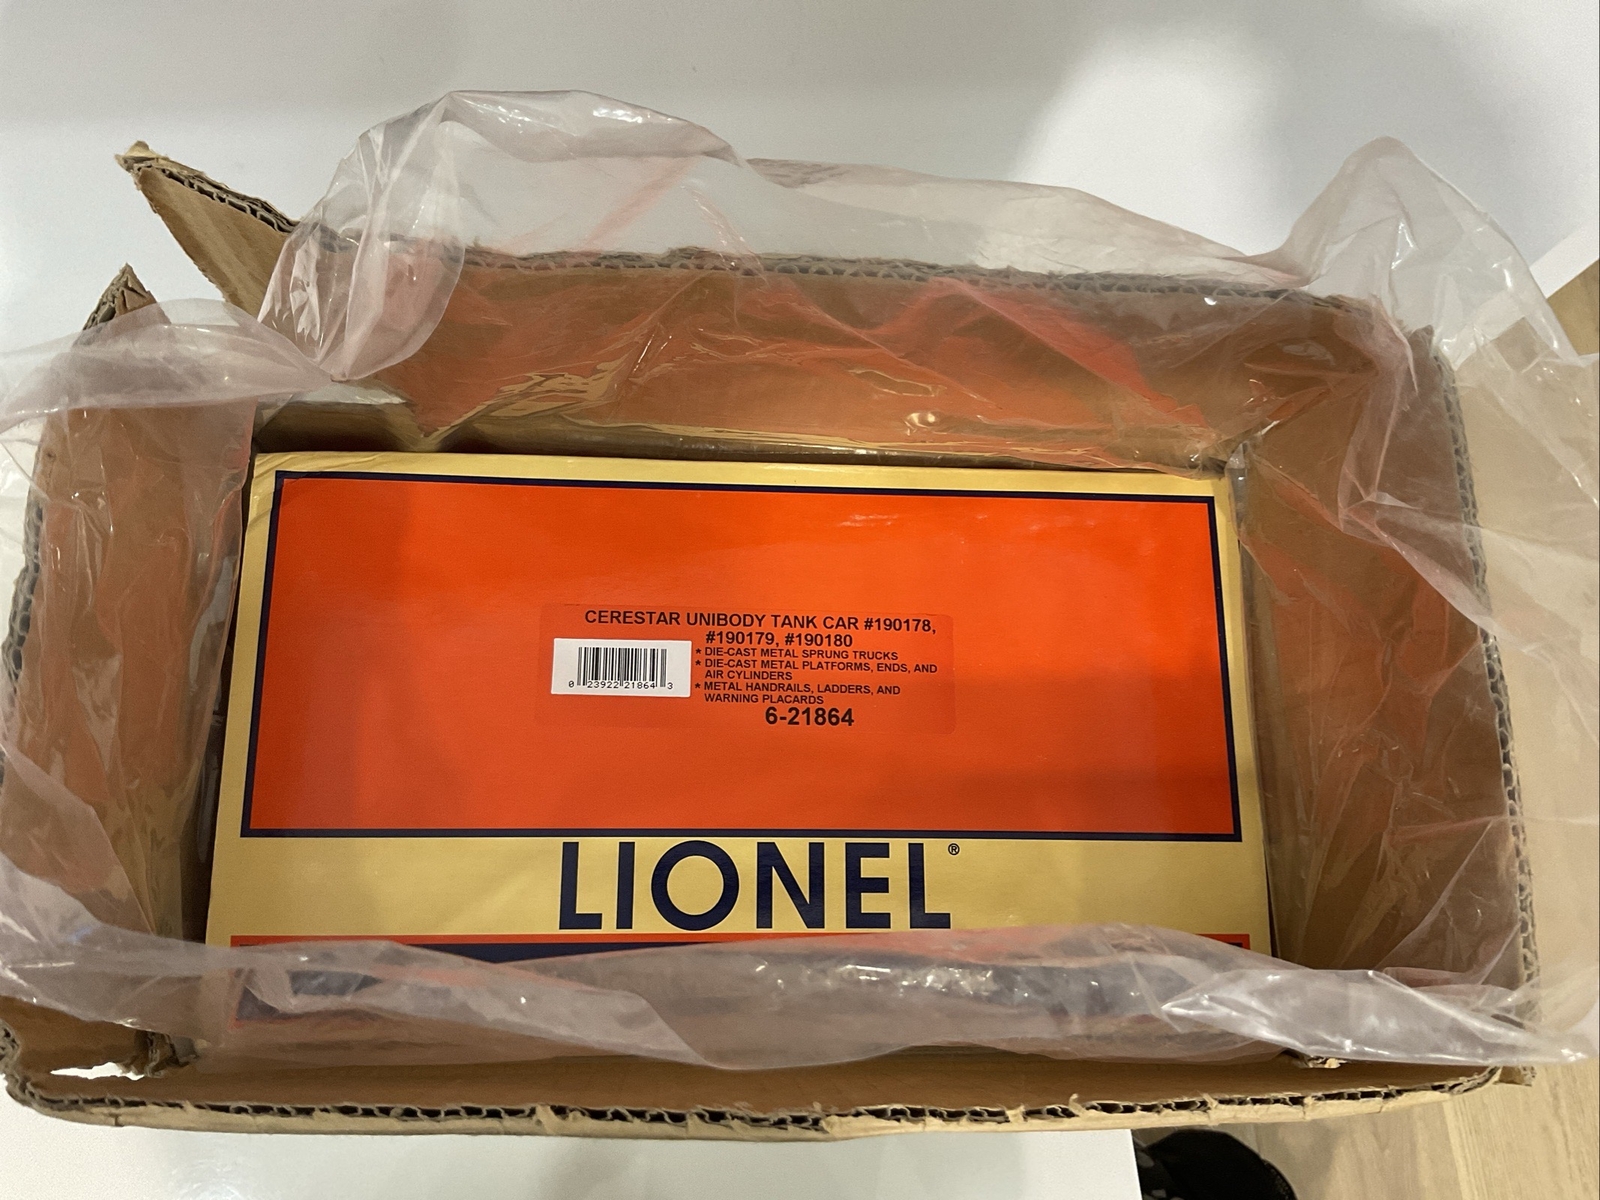 CERESTAR UNIBODY TANK CAR #190178,
#190179, #190180
* DIE-CAST METAL SPRUNG TRUCKS
* DIE-CAST METAL PLATFORMS, ENDS, AND
AIR CYLINDERS
* METAL HANDRAILS, LADDERS, AND
WARNING PLACARDS
0 23922 21864 3
6-21864
LIONEL®